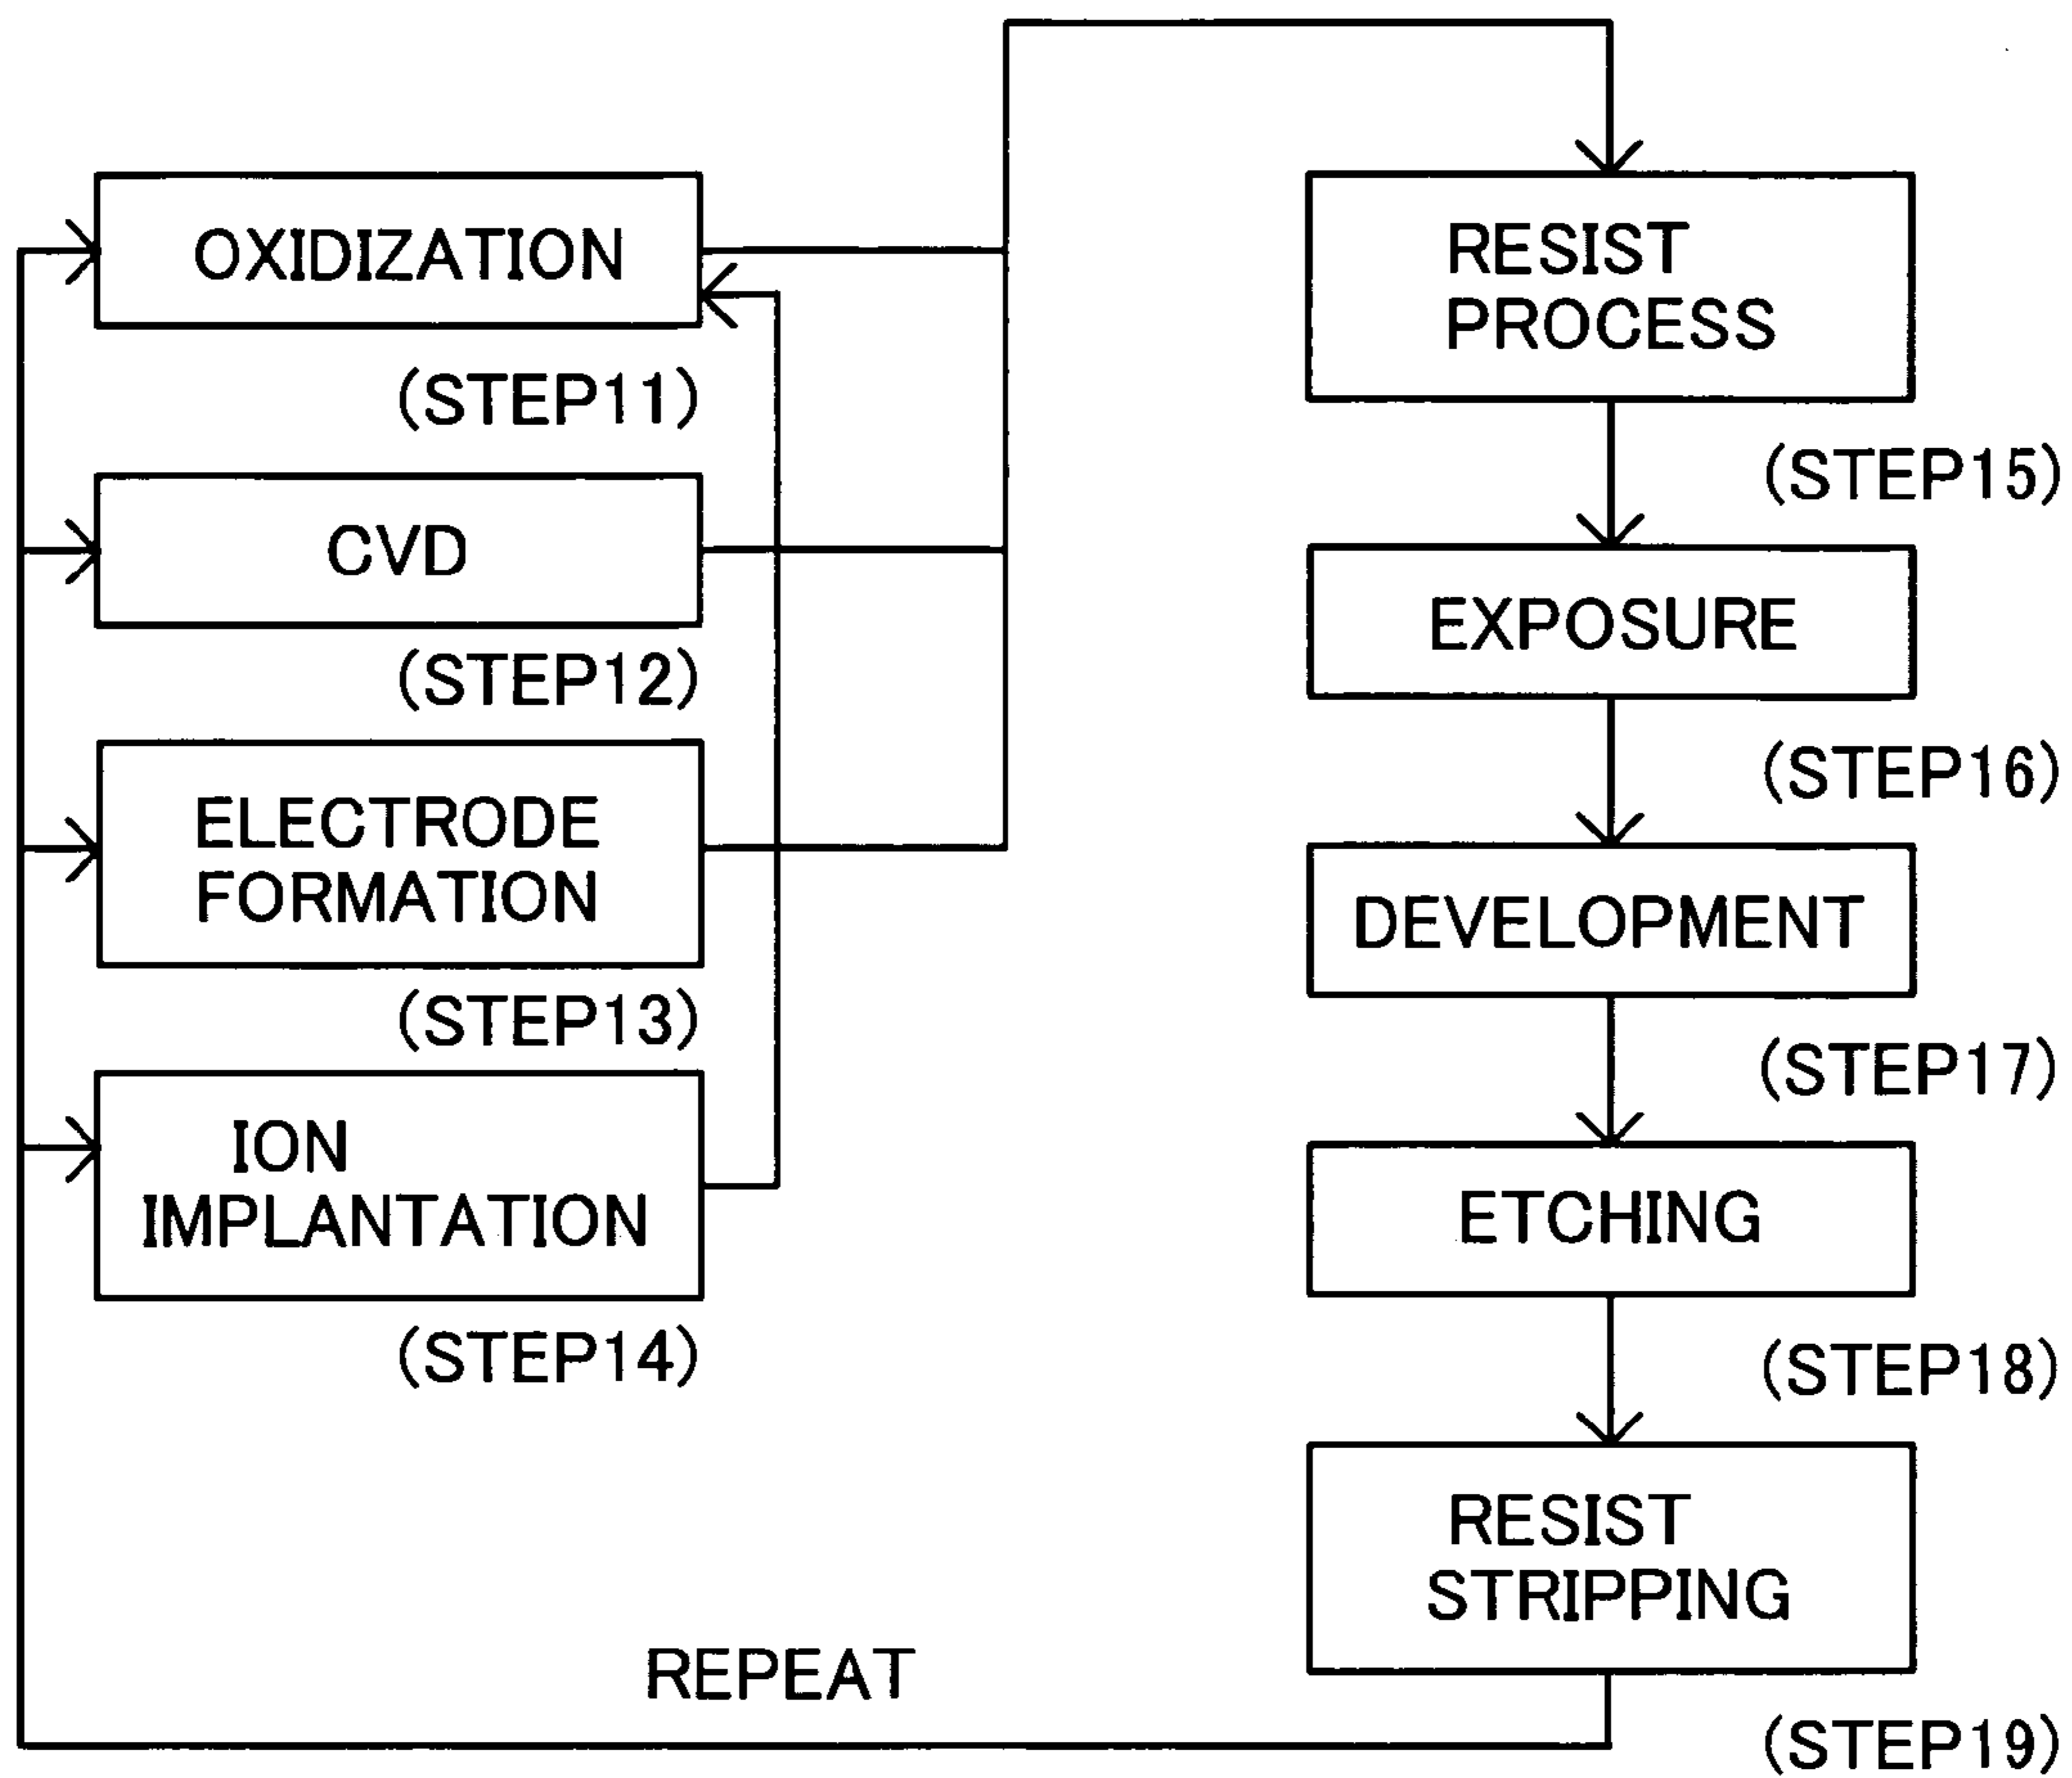 OXIDIZATION
(STEP11)
CVD
(STEP12)
ELECTRODE
FORMATION
(STEP13)
ION
IMPLANTATION
(STEP14)
RESIST
PROCESS
(STEP15)
EXPOSURE
(STEP16)
DEVELOPMENT
(STEP17)
ETCHING
(STEP18)
RESIST
STRIPPING
(STEP19)
REPEAT